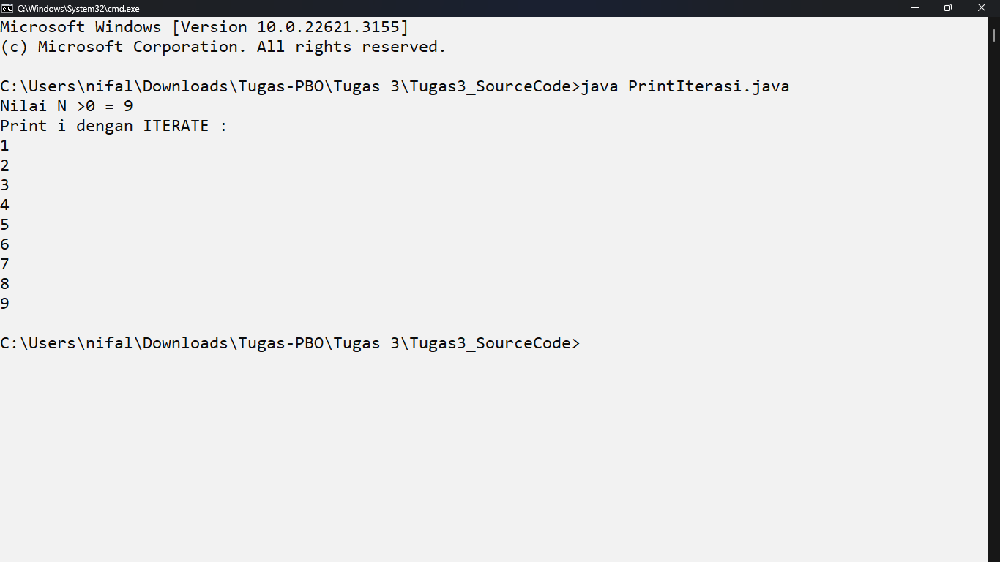 C:\Windows\System32\cmd.exe
Microsoft Windows [Version 10.0.22621.3155]
(c) Microsoft Corporation. All rights reserved.
C:\Users\nifal\Downloads\Tugas-PBO\Tugas 3\Tugas3_SourceCode>java PrintIterasi.java
Nilai N >0 = 9
Print i dengan ITERATE :
1
2
3
4
5
6
7
8
9
C:\Users\nifal\Downloads\Tugas-PBO\Tugas 3\Tugas3_SourceCode>